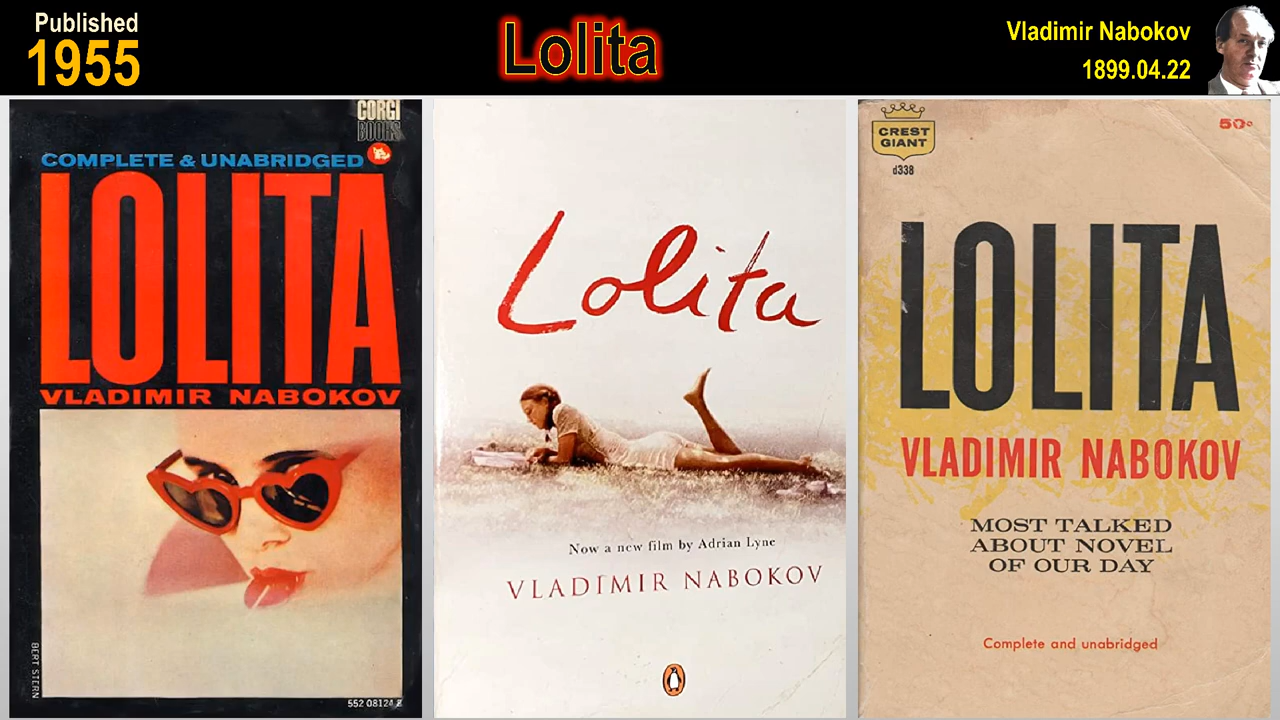 Published
1955
Lolita
Vladimir Nabokov
1899.04.22
CORGI
BOOKS
COMPLETE & UNABRIDGED
LOLITA
VLADIMIR NABOKOV
BERT STERN
552 08124 2
Lolita
Now a new film by Adrian Lyne
VLADIMIR NABOKOV
CREST
GIANT
d338
50¢
LOLITA
VLADIMIR NABOKOV
MOST TALKED
ABOUT NOVEL
OF OUR DAY
Complete and unabridged